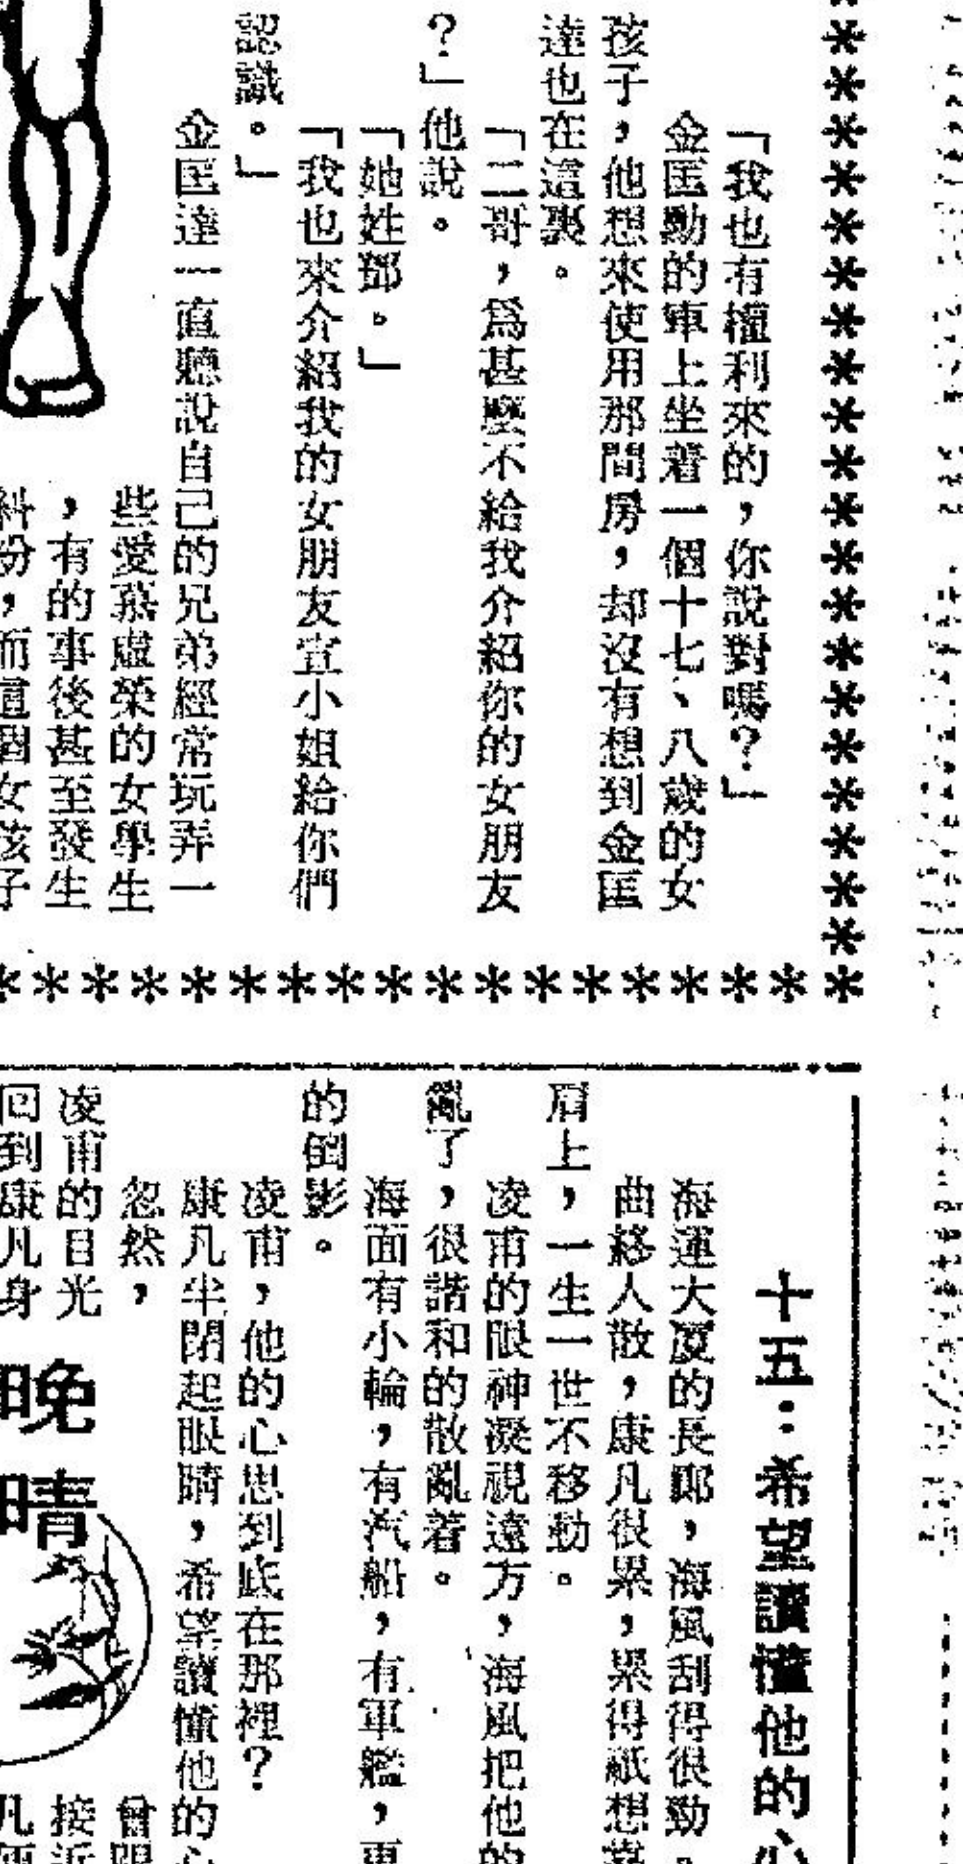 「我也有權利來的，你說對嗎？」
金匡勳的車上坐着一個十七、八歲的女
孩子，他想來使用那間房，却沒有想到金匡
達也在這裏。
「二哥，爲甚麼不給我介紹你的女朋友
？」他說。
「她姓鄧。」
「我也來介紹我的女朋友宣小姐給你們
認識。」
金匡達一直聽說自己的兄弟經常玩弄一
些愛慕虛榮的女學生
，有的事後甚至發生
糾紛，而這個女孩子
十五：希望讀懂他的心
海運大廈的長廊，海風刮得很勁。
曲終人散，康凡很累，累得祇想靠
肩上，一生一世不移動。
凌甫的眼神凝視遠方，海風把他的
亂了，很諧和的散亂着。
海面有小輪，有汽船，有軍艦，更
的倒影。
凌甫，他的心思到底在那裡？
康凡半閉起眼睛，希望讀懂他的心
忽然，
凌甫的目光
回到康凡身
晚晴
曾跟
接近
凡便